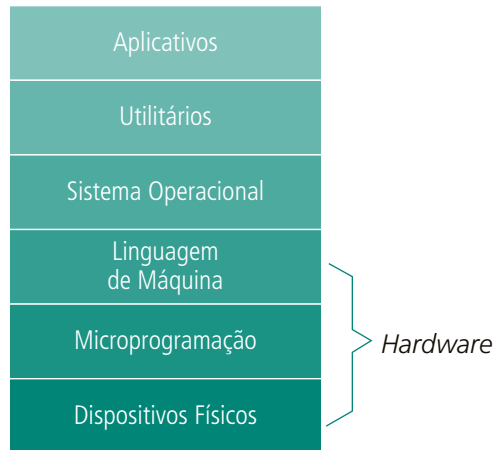 Aplicativos
Utilitários
Sistema Operacional
Linguagem
de Máquina
Microprogramação
Hardware
Dispositivos Físicos